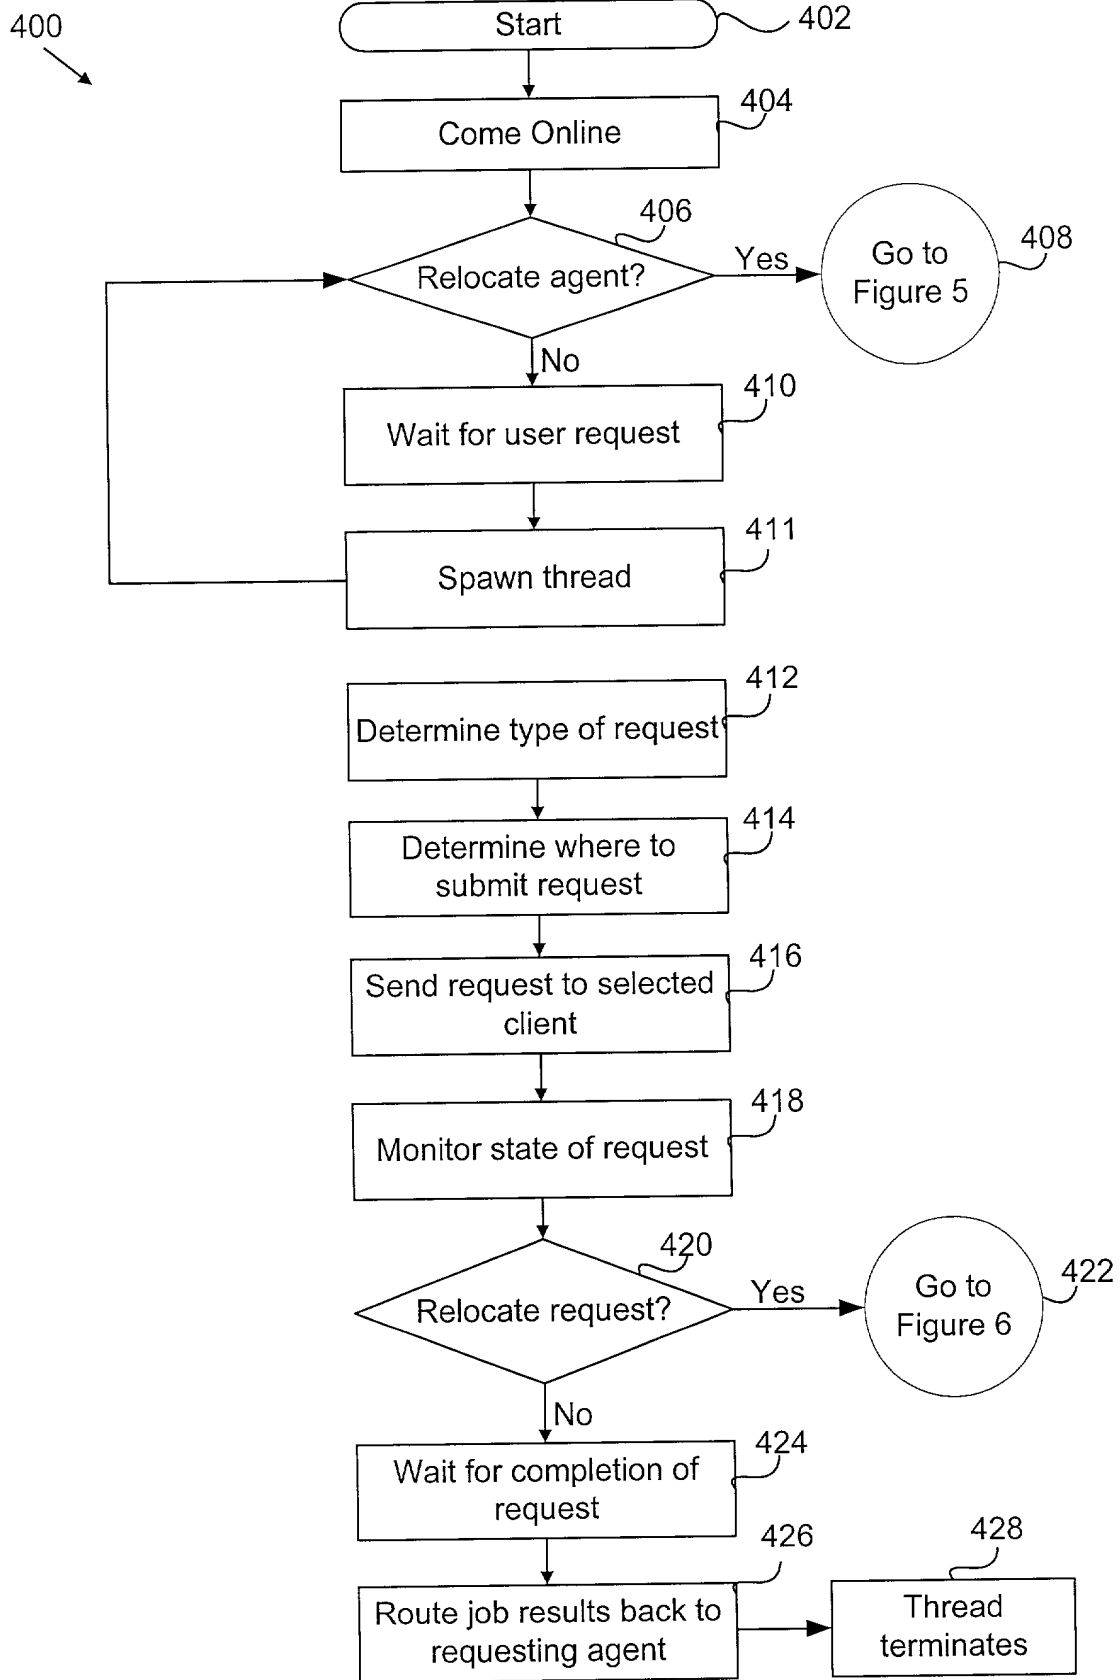 400
Start
402
Come Online
404
Relocate agent?
406
Yes
Go to
Figure 5
408
No
Wait for user request
410
Spawn thread
411
Determine type of request
412
Determine where to
submit request
414
Send request to selected
client
416
Monitor state of request
418
Relocate request?
420
Yes
Go to
Figure 6
422
No
Wait for completion of
request
424
Route job results back to
requesting agent
426
Thread
terminates
428